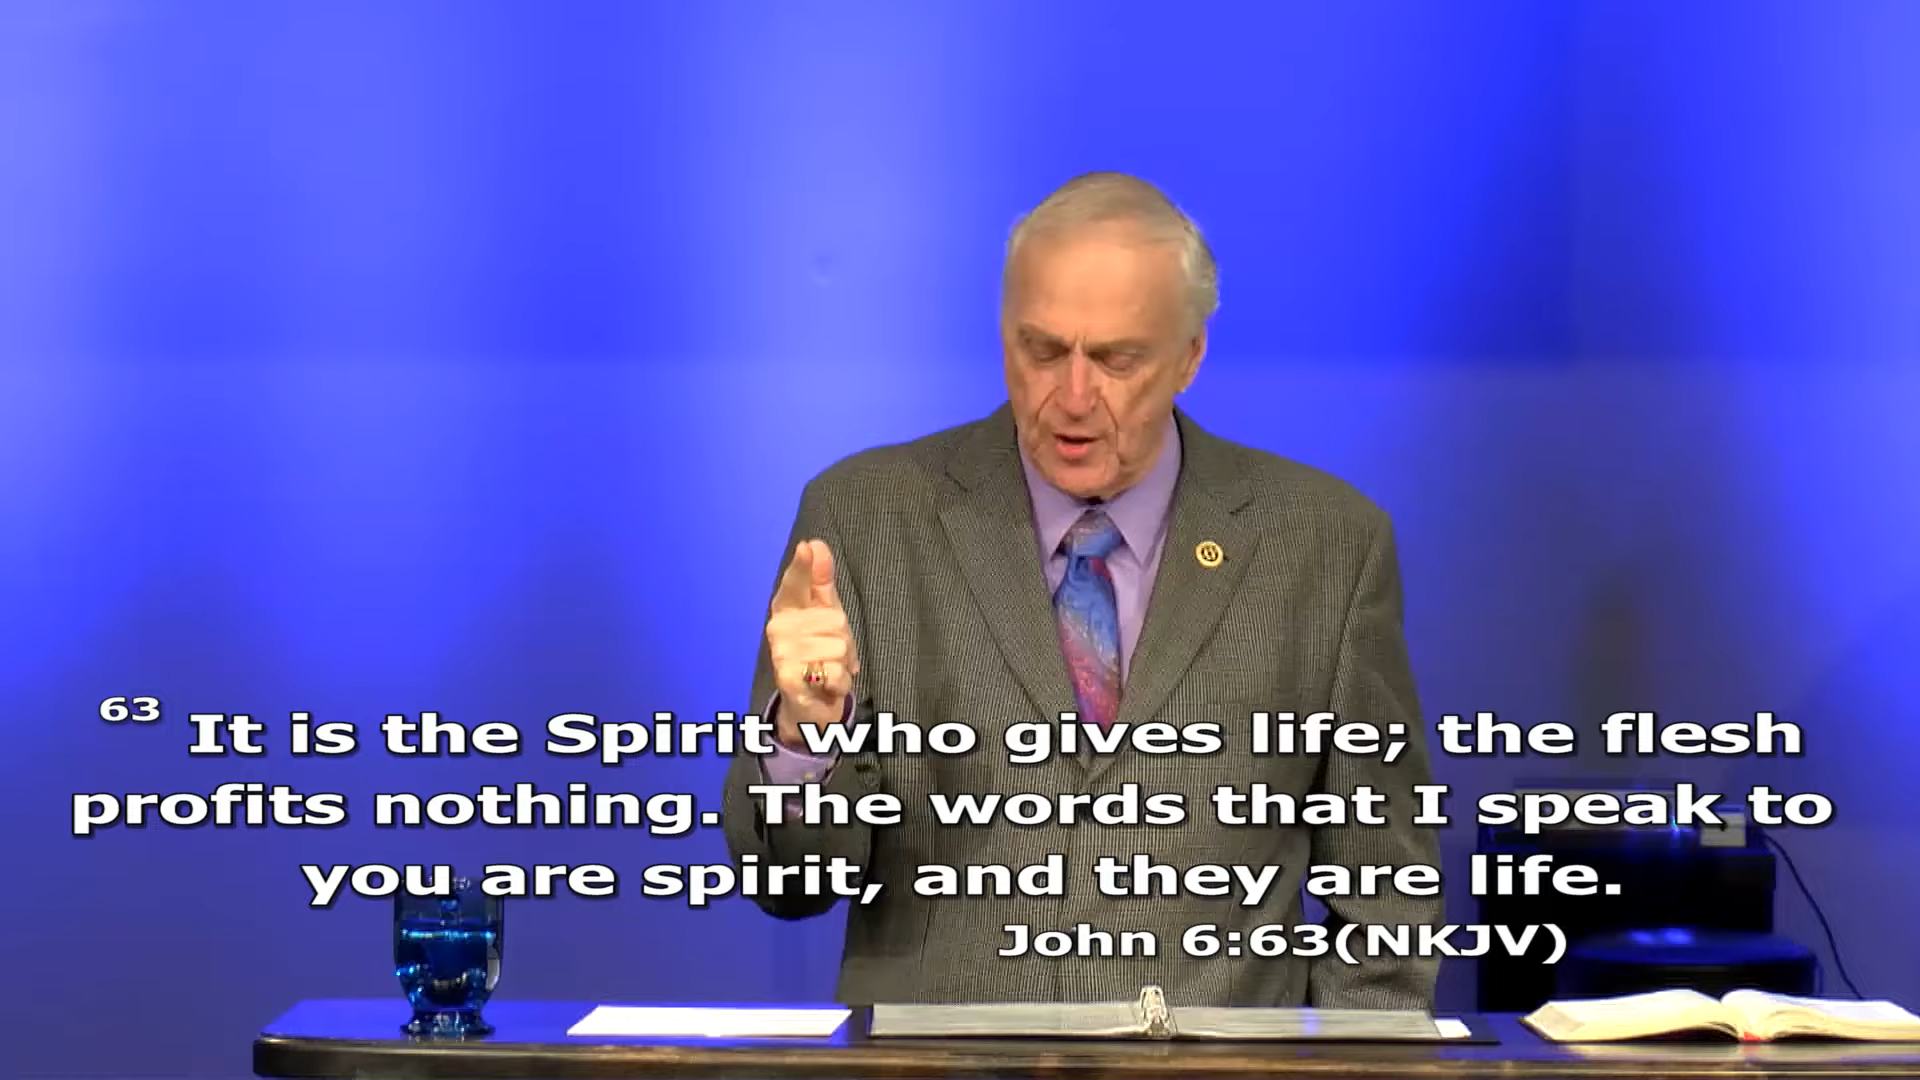 63 It is the Spirit who gives life; the flesh
profits nothing. The words that I speak to
you are spirit, and they are life.
John 6:63(NKJV)